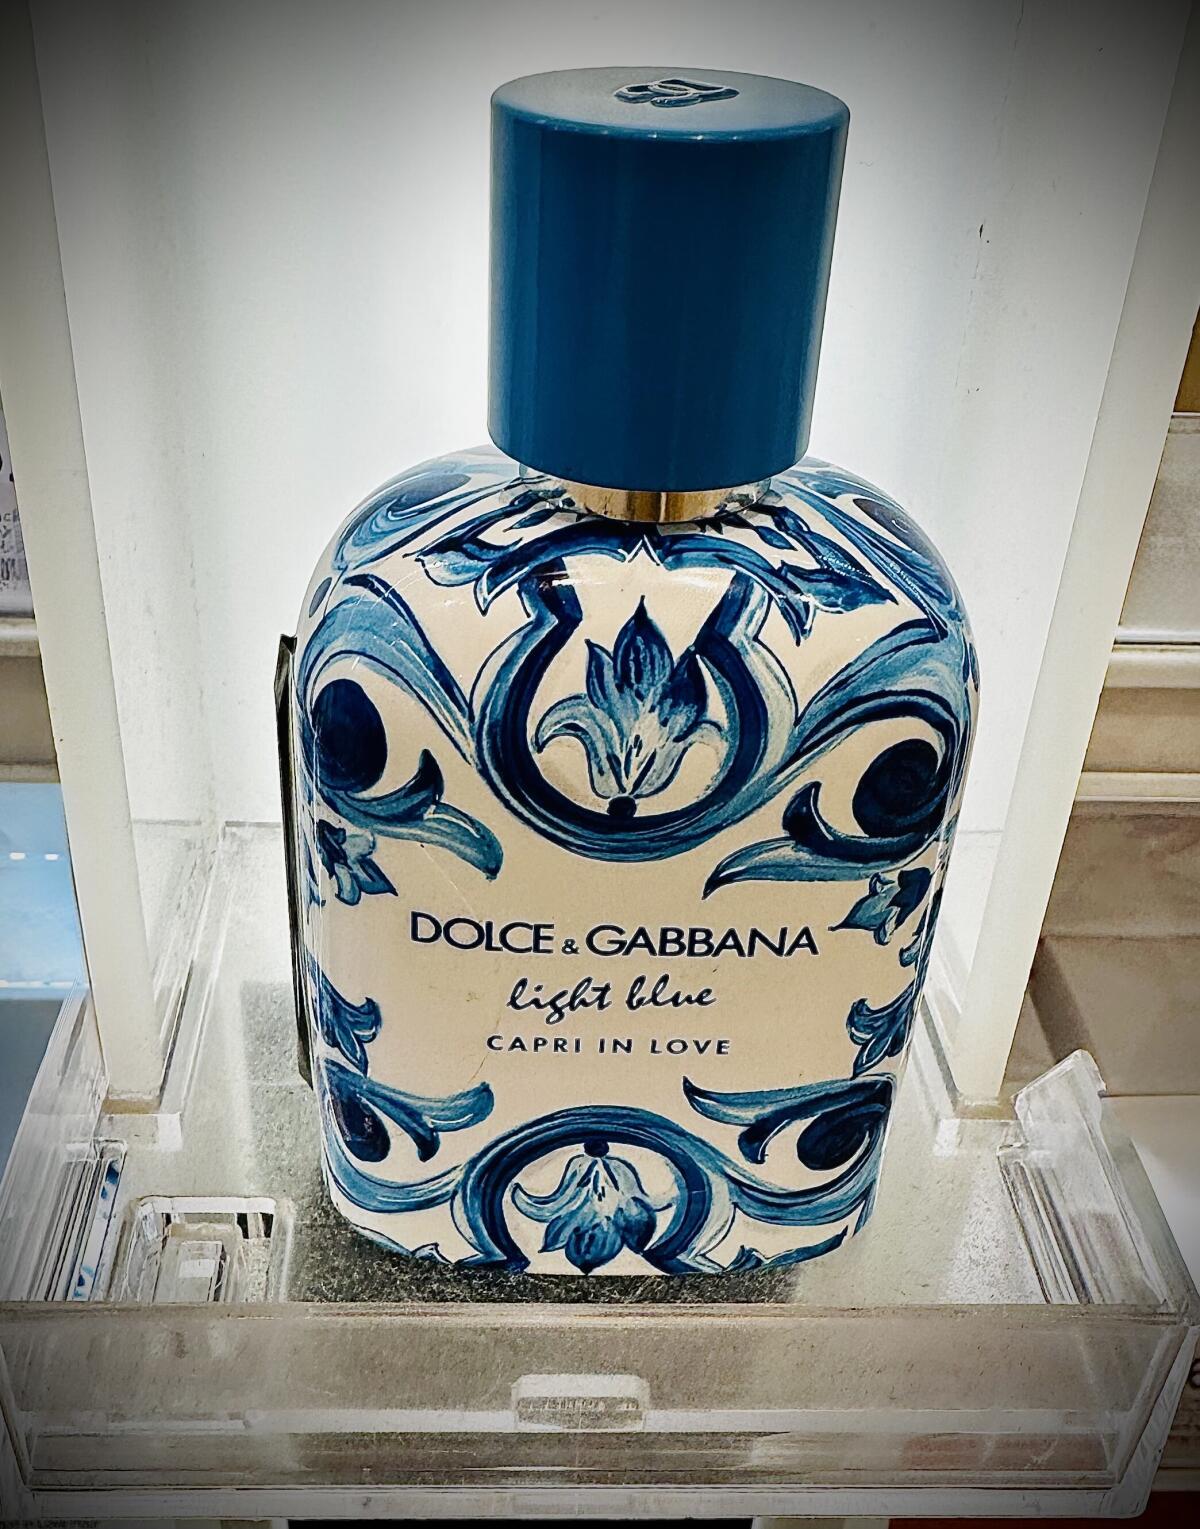 DOLCE & GABBANA
light blue
CAPRI IN LOVE